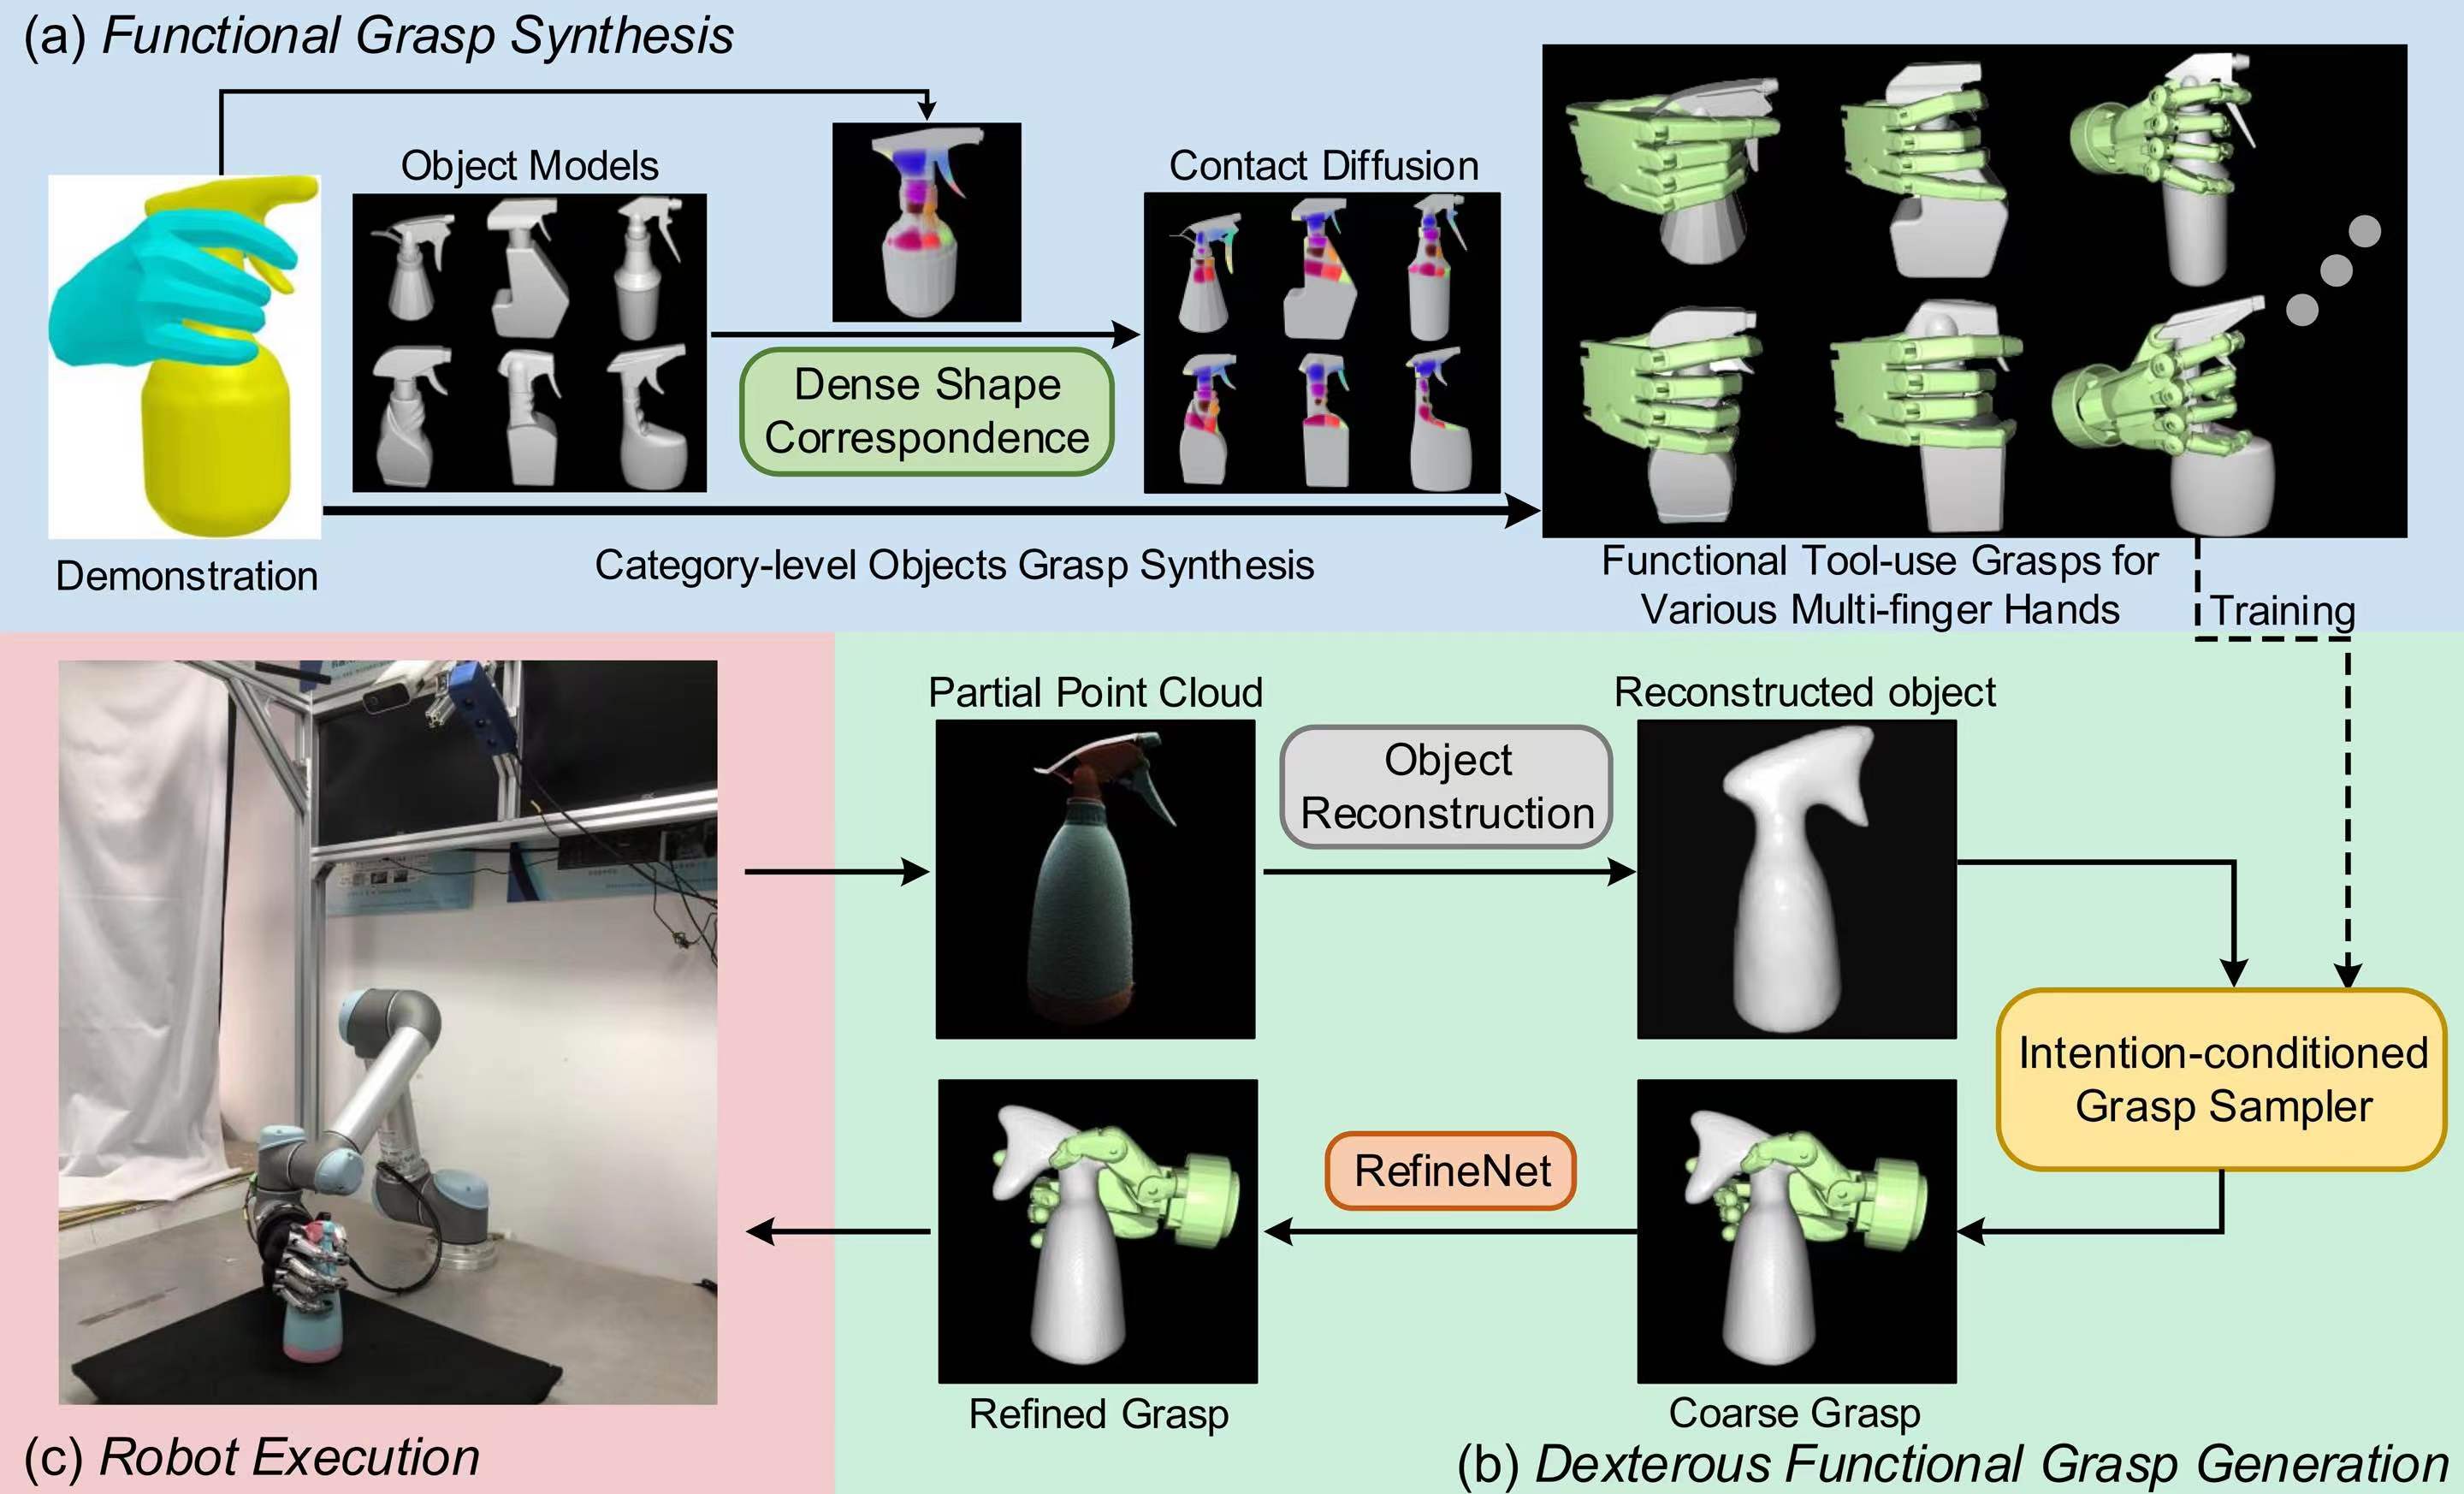 (a) Functional Grasp Synthesis
Object Models
Contact Diffusion
Dense Shape
Correspondence
Demonstration
Category-level Objects Grasp Synthesis
Functional Tool-use Grasps for
Various Multi-finger Hands
Training
Partial Point Cloud
Object
Reconstruction
Reconstructed object
Intention-conditioned
Grasp Sampler
RefineNet
Refined Grasp
Coarse Grasp
(c) Robot Execution
(b) Dexterous Functional Grasp Generation